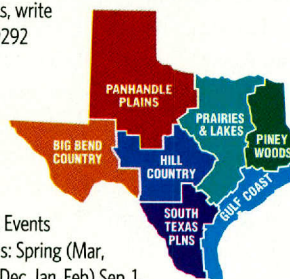 s, write
292
PANHANDLE
PLAINS
PRAIRIES
& LAKES
PINEY
WOODS
BIG BEND
COUNTRY
HILL
COUNTRY
GULF COAST
SOUTH
TEXAS
PLNS
Events
s: Spring (Mar,
Dec, Jan, Feb) Sep 1